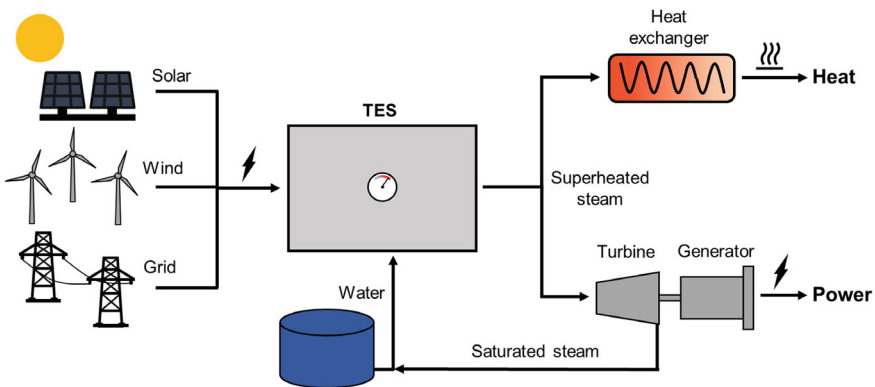 Solar
Wind
Grid
TES
Water
Heat
exchanger
Heat
Superheated
steam
Turbine
Generator
Power
Saturated steam